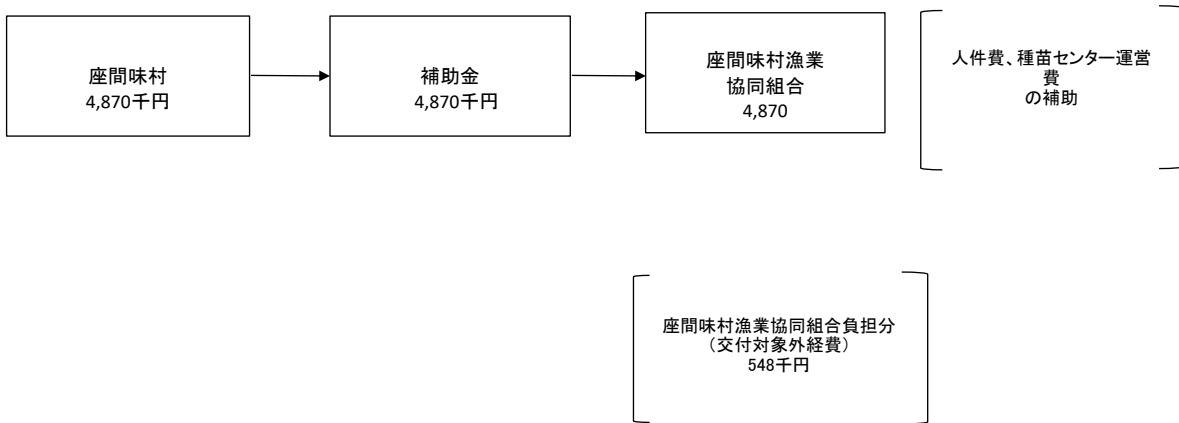 座間味村
4,870千円
補助金
4,870千円
座間味村漁業
協同組合
4,870
人件費、種苗センター運営
費
の補助
座間味村漁業協同組合負担分
（交付対象外経費）
548千円